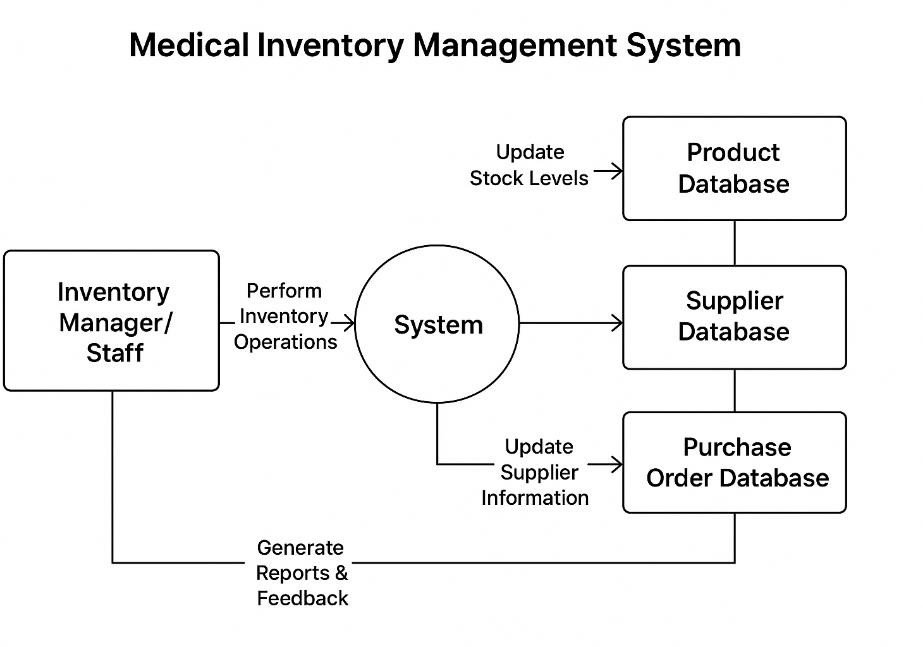 Medical Inventory Management System
Update
Stock Levels
Product
Database
Inventory
Manager/
Staff
Perform
Inventory
Operations
System
Supplier
Database
Update
Supplier
Information
Purchase
Order Database
Generate
Reports &
Feedback